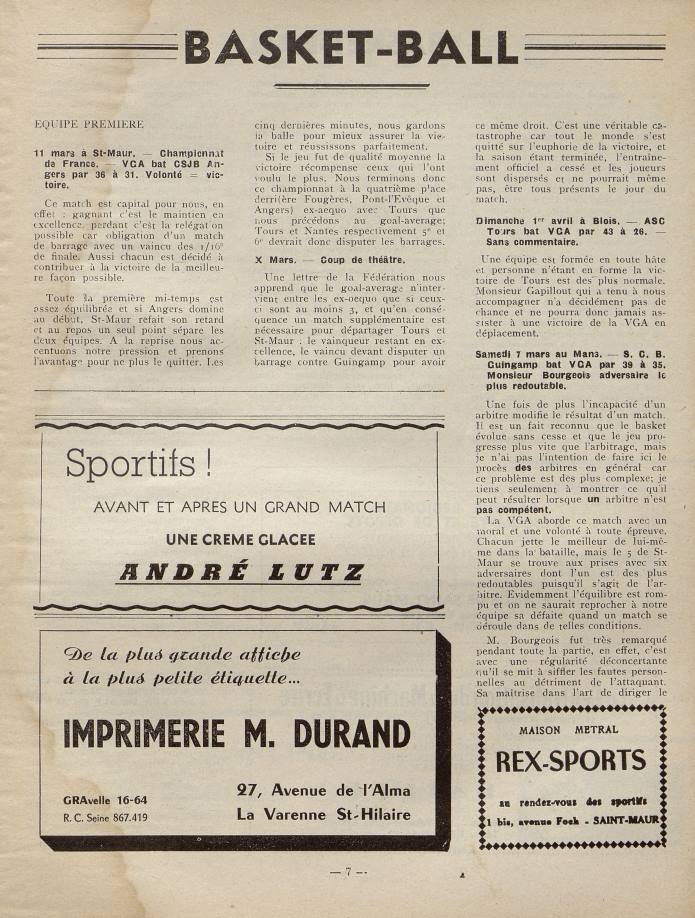 BASKET-BALL
EQUIPE PREMIERE
11 mars à St-Maur. — Championnat
de France. — VGA bat CSJB An-
gers par 36 à 31. Volonté = vic-
toire.
Ce match est capital pour nous, en
effet : gagnant c'est le maintien en
excellence, perdant c'est la relégation
possible car obligation d'un match
de barrage avec un vaincu des 1/16e
de finale. Aussi chacun est décidé à
contribuer à la victoire de la meilleu-
re façon possible.
Toute la première mi-temps est
assez équilibrée et si Angers domine
au début, St-Maur refait son retard
et au repos un seul point sépare les
deux équipes. A la reprise nous ac-
centuons notre pression et prenons
l'avantage pour ne plus le quitter. Les
cinq dernières minutes, nous gardons
la balle pour mieux assurer la vic-
toire et réussissons parfaitement.
Si le jeu fut de qualité moyenne la
victoire récompense ceux qui l'ont
voulu le plus. Nous terminons donc
ce championnat à la quatrième place
derrière Fougères, Pont-l'Evêque et
Angers) ex-aequo avec Tours que
nous précédons au goal-average;
Tours et Nantes respectivement 5e et
6e devrait donc disputer les barrages.
X Mars. — Coup de théâtre.
Une lettre de la Fédération nous
apprend que le goal-average n'inter-
vient entre les ex-oequo que si ceux-
ci sont au moins 3, et qu'en consé-
quence un match supplémentaire est
nécessaire pour départager Tours et
St-Maur : le vainqueur restant en ex-
cellence, le vaincu devant disputer un
barrage contre Guingamp pour avoir
ce même droit. C'est une véritable ca-
tastrophe car tout le monde s'est
quitté sur l'euphorie de la victoire, et
la saison étant terminée, l'entraîne-
ment officiel a cessé et les joueurs
sont dispersés et ne pourrait même
pas, être tous présents le jour du
match.
Dimanche 1er avril à Blois. — ASC
Tours bat VGA par 43 à 26. —
Sans commentaire.
Une équipe est formée en toute hâte
et personne n'étant en forme la vic-
toire de Tours est des plus normale.
Monsieur Gapillout qui a tenu à nous
accompagner n'a décidément pas de
chance et ne pourra donc jamais as-
sister à une victoire de la VGA en
déplacement.
Samedi 7 mars au Mans. — S. C. B.
Guingamp bat VGA par 39 à 35.
Monsieur Bourgeois adversaire le
plus redoutable.
Une fois de plus l'incapacité d'un
arbitre modifie le résultat d'un match.
Il est un fait reconnu que le basket
évolue sans cesse et que le jeu pro-
gresse plus vite que l'arbitrage, mais
je n'ai pas l'intention de faire ici le
procès des arbitres en général car
ce problème est des plus complexe; je
tiens seulement à montrer ce qu'il
peut résulter lorsque un arbitre n'est
pas compétent.
La VGA aborde ce match avec un
moral et une volonté à toute épreuve.
Chacun jette le meilleur de lui-mê-
me dans la bataille, mais le 5 de St-
Maur se trouve aux prises avec six
adversaires dont l'un est des plus
redoutables puisqu'il s'agit de l'ar-
bitre. Evidemment l'équilibre est rom-
pu et on ne saurait reprocher à notre
équipe sa défaite quand un match se
déroule dans de telles conditions.
M. Bourgeois fut très remarqué
pendant toute la partie, en effet, c'est
avec une régularité déconcertante
qu'il se mit à siffler les fautes person-
nelles au détriment de l'attaquant.
Sa maîtrise dans l'art de diriger le
Sportifs !
AVANT ET APRES UN GRAND MATCH
UNE CREME GLACEE
ANDRÉ LUTZ
De la plus grande affiche
à la plus petite étiquette...
IMPRIMERIE M. DURAND
GRAvelle 16-64
R. C. Seine 867.419
27, Avenue de l'Alma
La Varenne St-Hilaire
MAISON METRAL
REX-SPORTS
au rendez-vous des sportifs
1 bis, avenue Foch - SAINT-MAUR
— 7 —